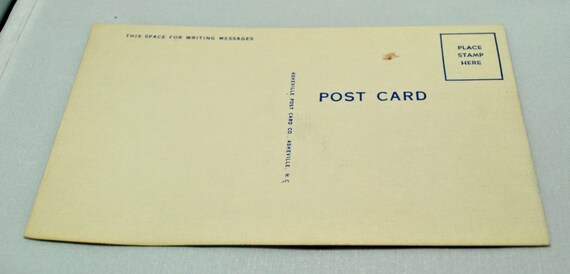 THIS SPACE FOR WRITING MESSAGES
PLACE
STAMP
HERE
POST CARD
ASHEVILLE POST CARD CO., ASHEVILLE, N. C.